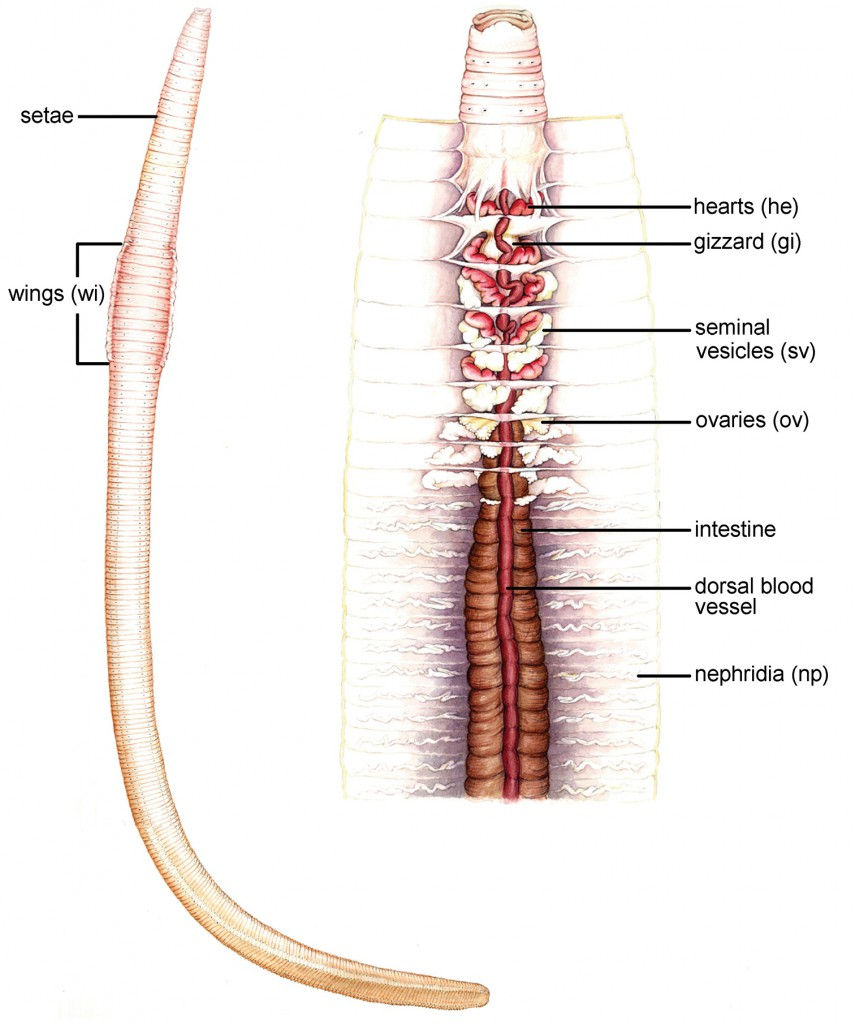 setae
wings (wi)
hearts (he)
gizzard (gi)
seminal
vesicles (sv)
ovaries (ov)
intestine
dorsal blood
vessel
nephridia (np)